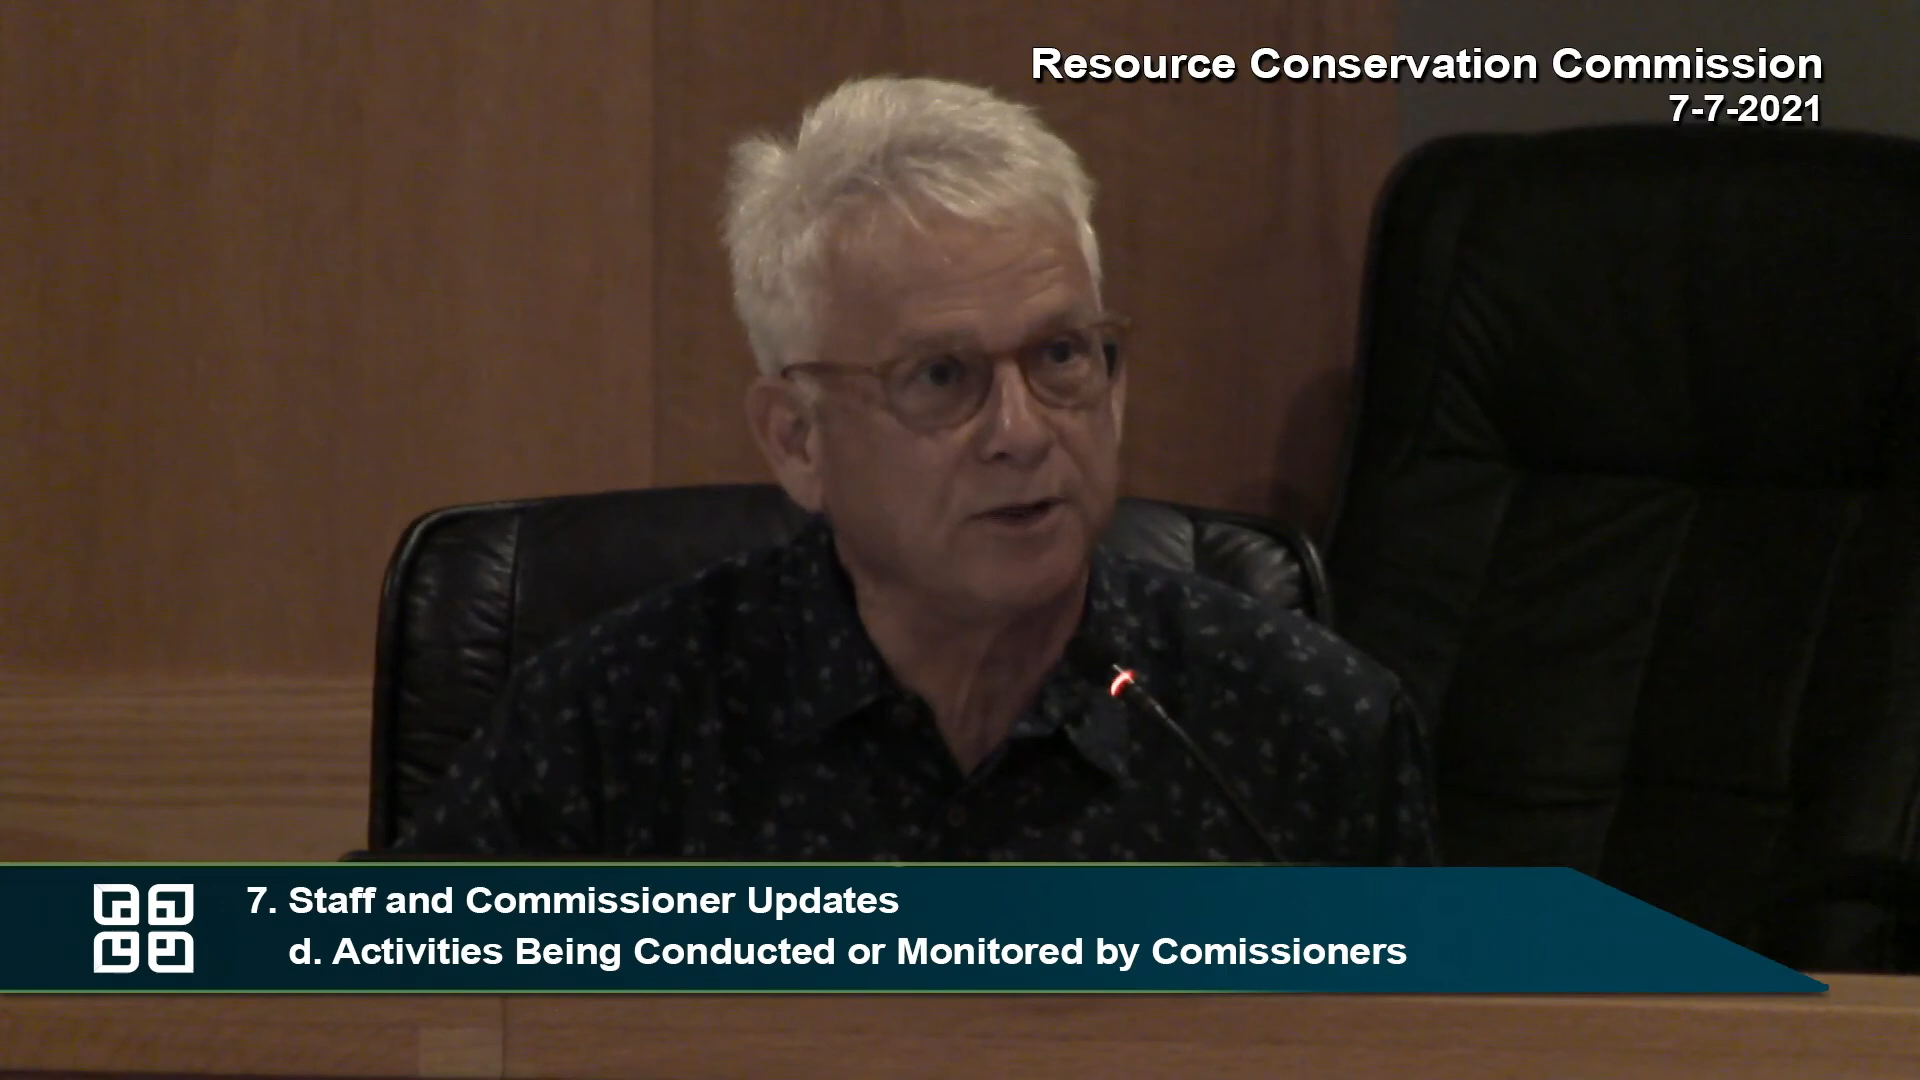 Resource Conservation Commission
7-7-2021
7. Staff and Commissioner Updates
d. Activities Being Conducted or Monitored by Comissioners